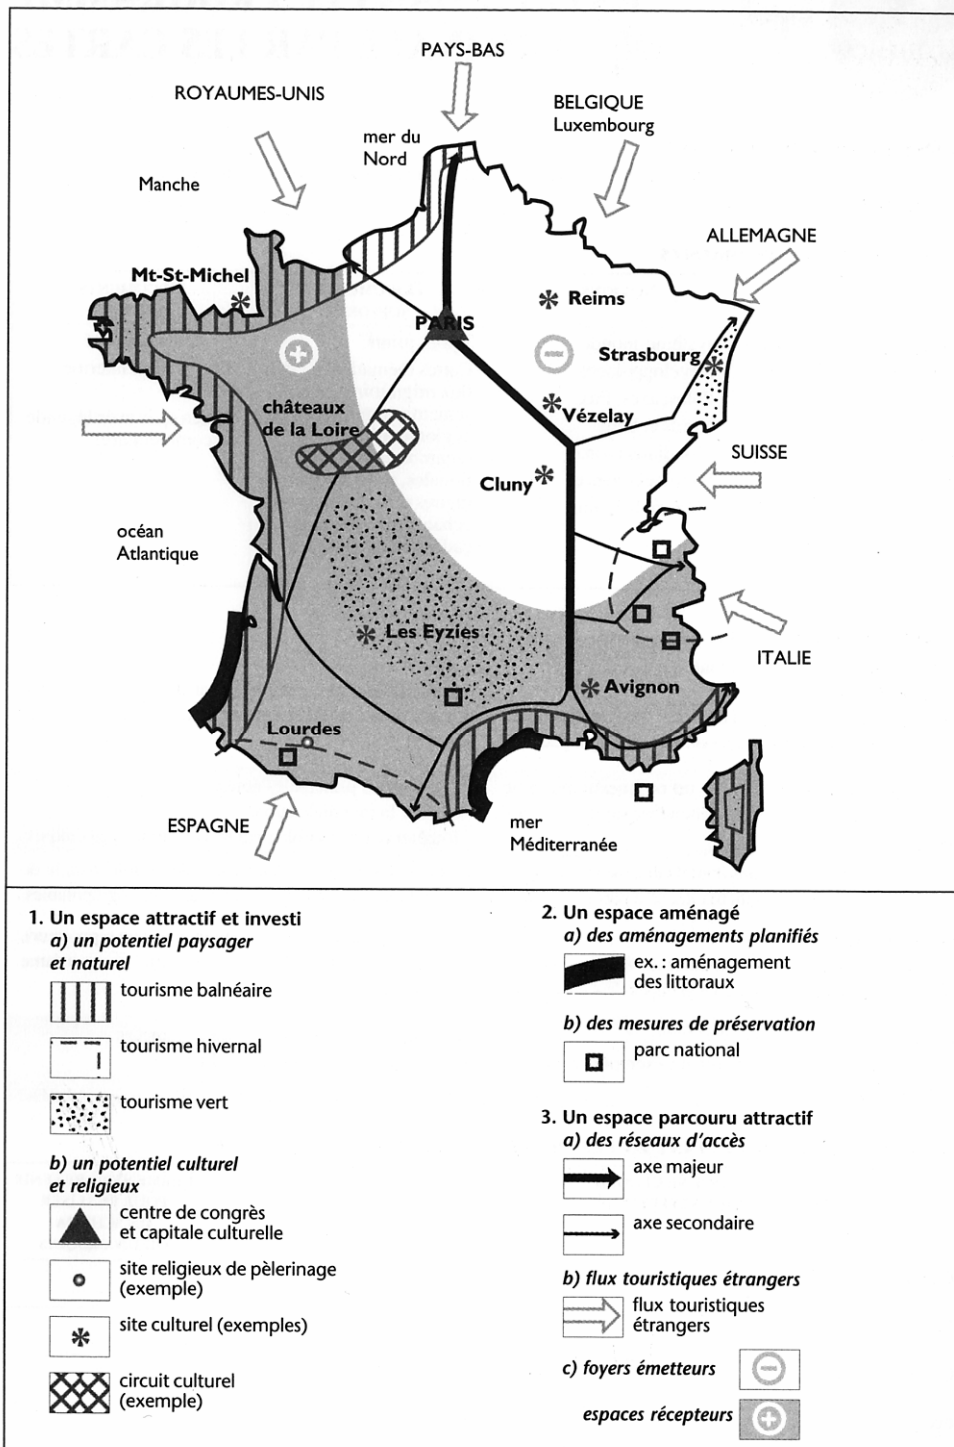 PAYS-BAS
ROYAUMES-UNIS
BELGIQUE
Luxembourg
mer du
Nord
Manche
ALLEMAGNE
Mt-St-Michel
Reims
PARIS
Strasbourg
châteaux
de la Loire
Vézelay
SUISSE
Cluny
océan
Atlantique
Les Eyzies
ITALIE
Avignon
Lourdes
ESPAGNE
mer
Méditerranée
1. Un espace attractif et investi
a) un potentiel paysager
et naturel
tourisme balnéaire
tourisme hivernal
tourisme vert
b) un potentiel culturel
et religieux
centre de congrès
et capitale culturelle
site religieux de pèlerinage
(exemple)
site culturel (exemples)
circuit culturel
(exemple)
2. Un espace aménagé
a) des aménagements planifiés
ex. : aménagement
des littoraux
b) des mesures de préservation
parc national
3. Un espace parcouru attractif
a) des réseaux d'accès
axe majeur
axe secondaire
b) flux touristiques étrangers
flux touristiques
étrangers
c) foyers émetteurs
espaces récepteurs